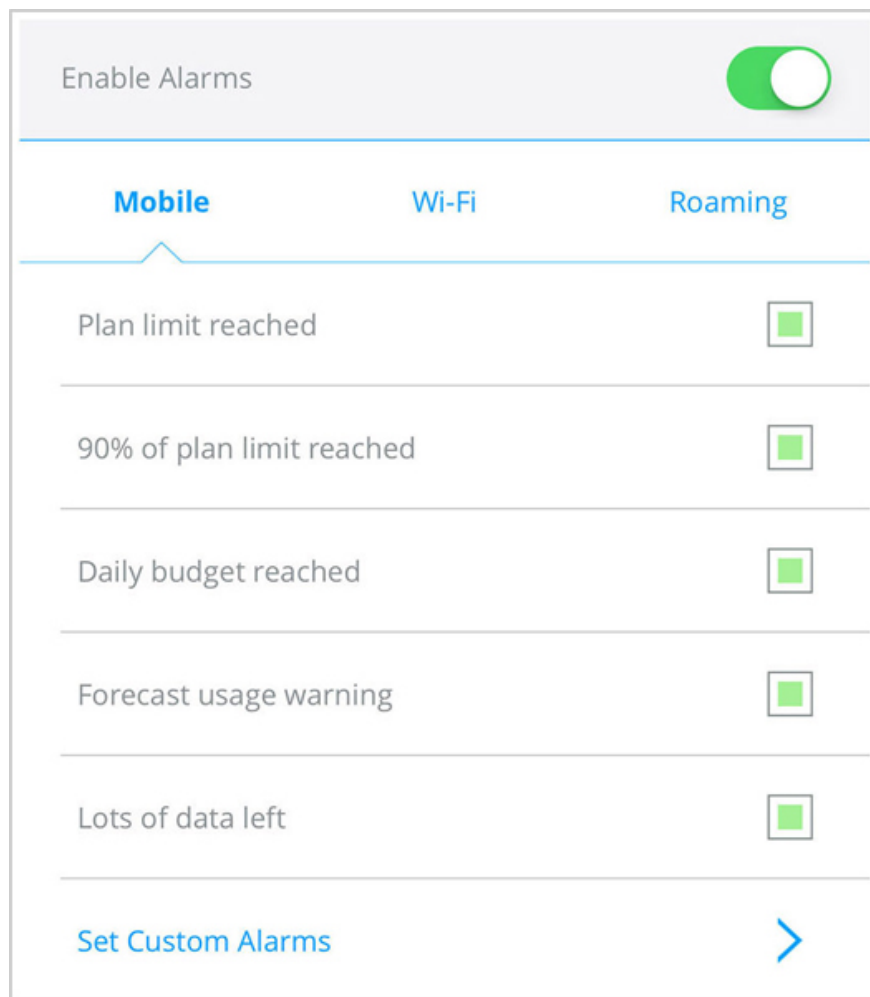 Enable Alarms
Mobile Wi-Fi Roaming
Plan limit reached
90% of plan limit reached
Daily budget reached
Forecast usage warning
Lots of data left
Set Custom Alarms